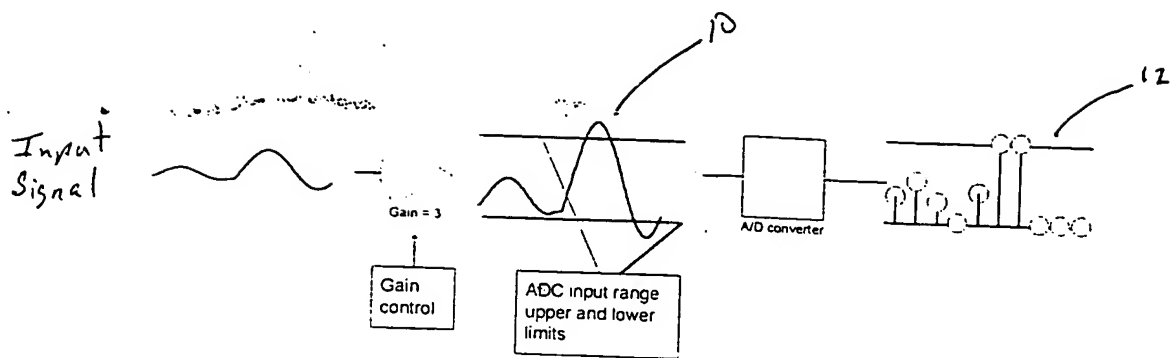 10
12
Input
Signal
Gain = 3
A/D converter
Gain
control
ADC input range
upper and lower
limits